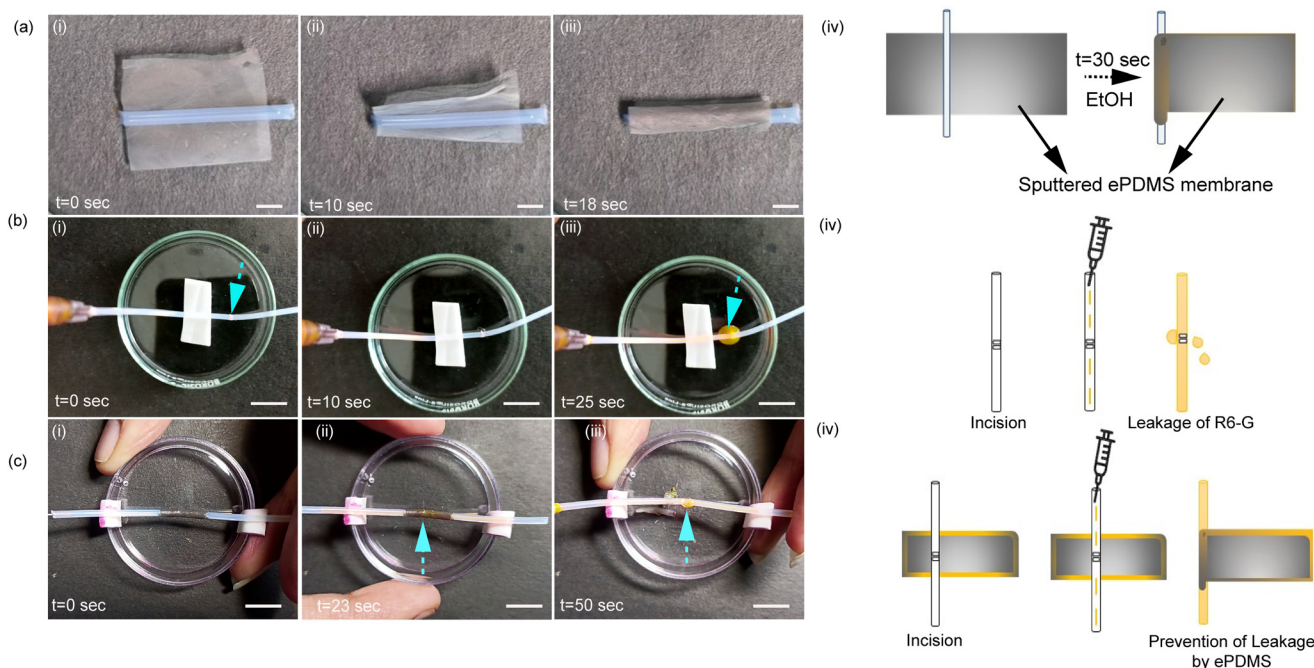 (a)
(i)
(ii)
(iii)
t=0 sec
t=10 sec
t=18 sec
(iv)
t=30 sec
EtOH
Sputtered ePDMS membrane
(b)
(i)
(ii)
(iii)
t=0 sec
t=10 sec
t=25 sec
(iv)
Incision
Leakage of R6-G
(c)
(i)
(ii)
(iii)
t=0 sec
t=23 sec
t=50 sec
(iv)
Incision
Prevention of Leakage
by ePDMS